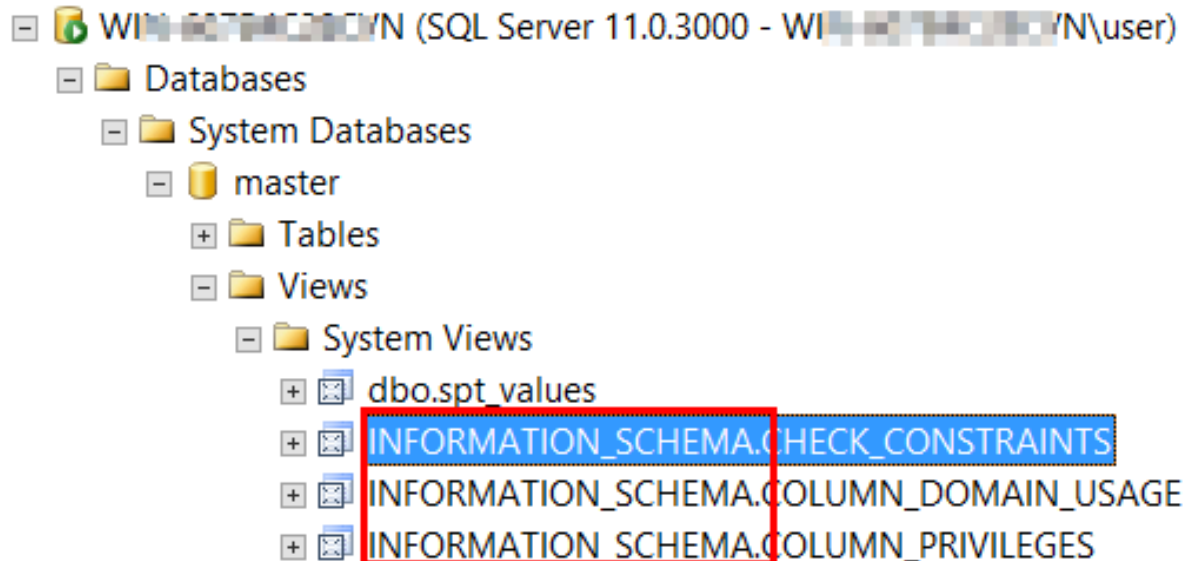 (SQL Server 11.0.3000 - \user)
Databases
System Databases
master
Tables
Views
System Views
dbo.spt_values
INFORMATION_SCHEMA.CHECK_CONSTRAINTS
INFORMATION_SCHEMA.COLUMN_DOMAIN_USAGE
INFORMATION_SCHEMA.COLUMN_PRIVILEGES